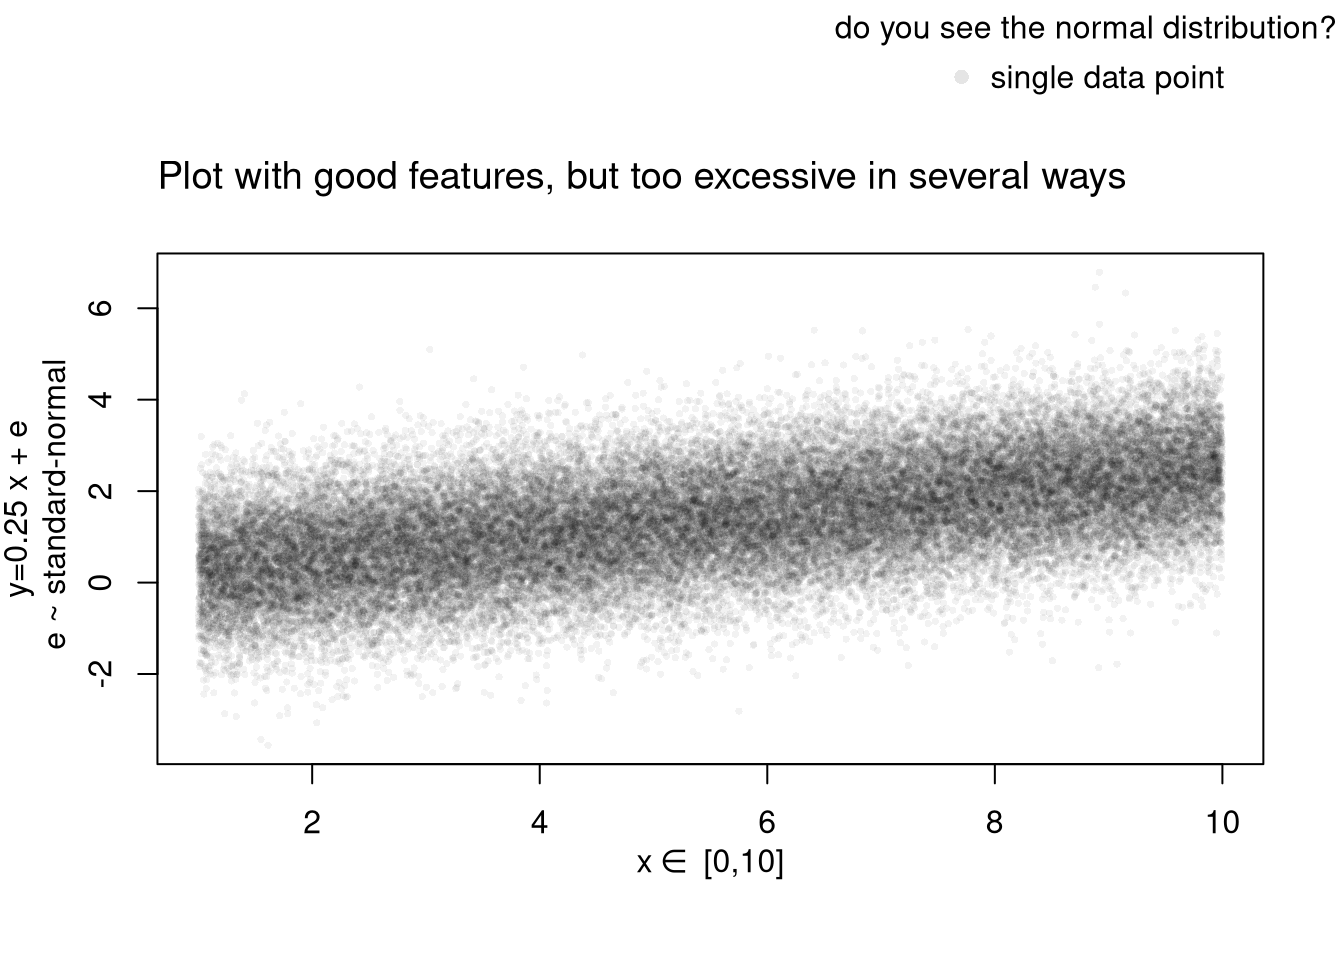 do you see the normal distribution?
single data point
Plot with good features, but too excessive in several ways
y=0.25 x + e
e ~ standard-normal
6
4
2
0
-2
2
4
6
8
10
x ∈ [0,10]